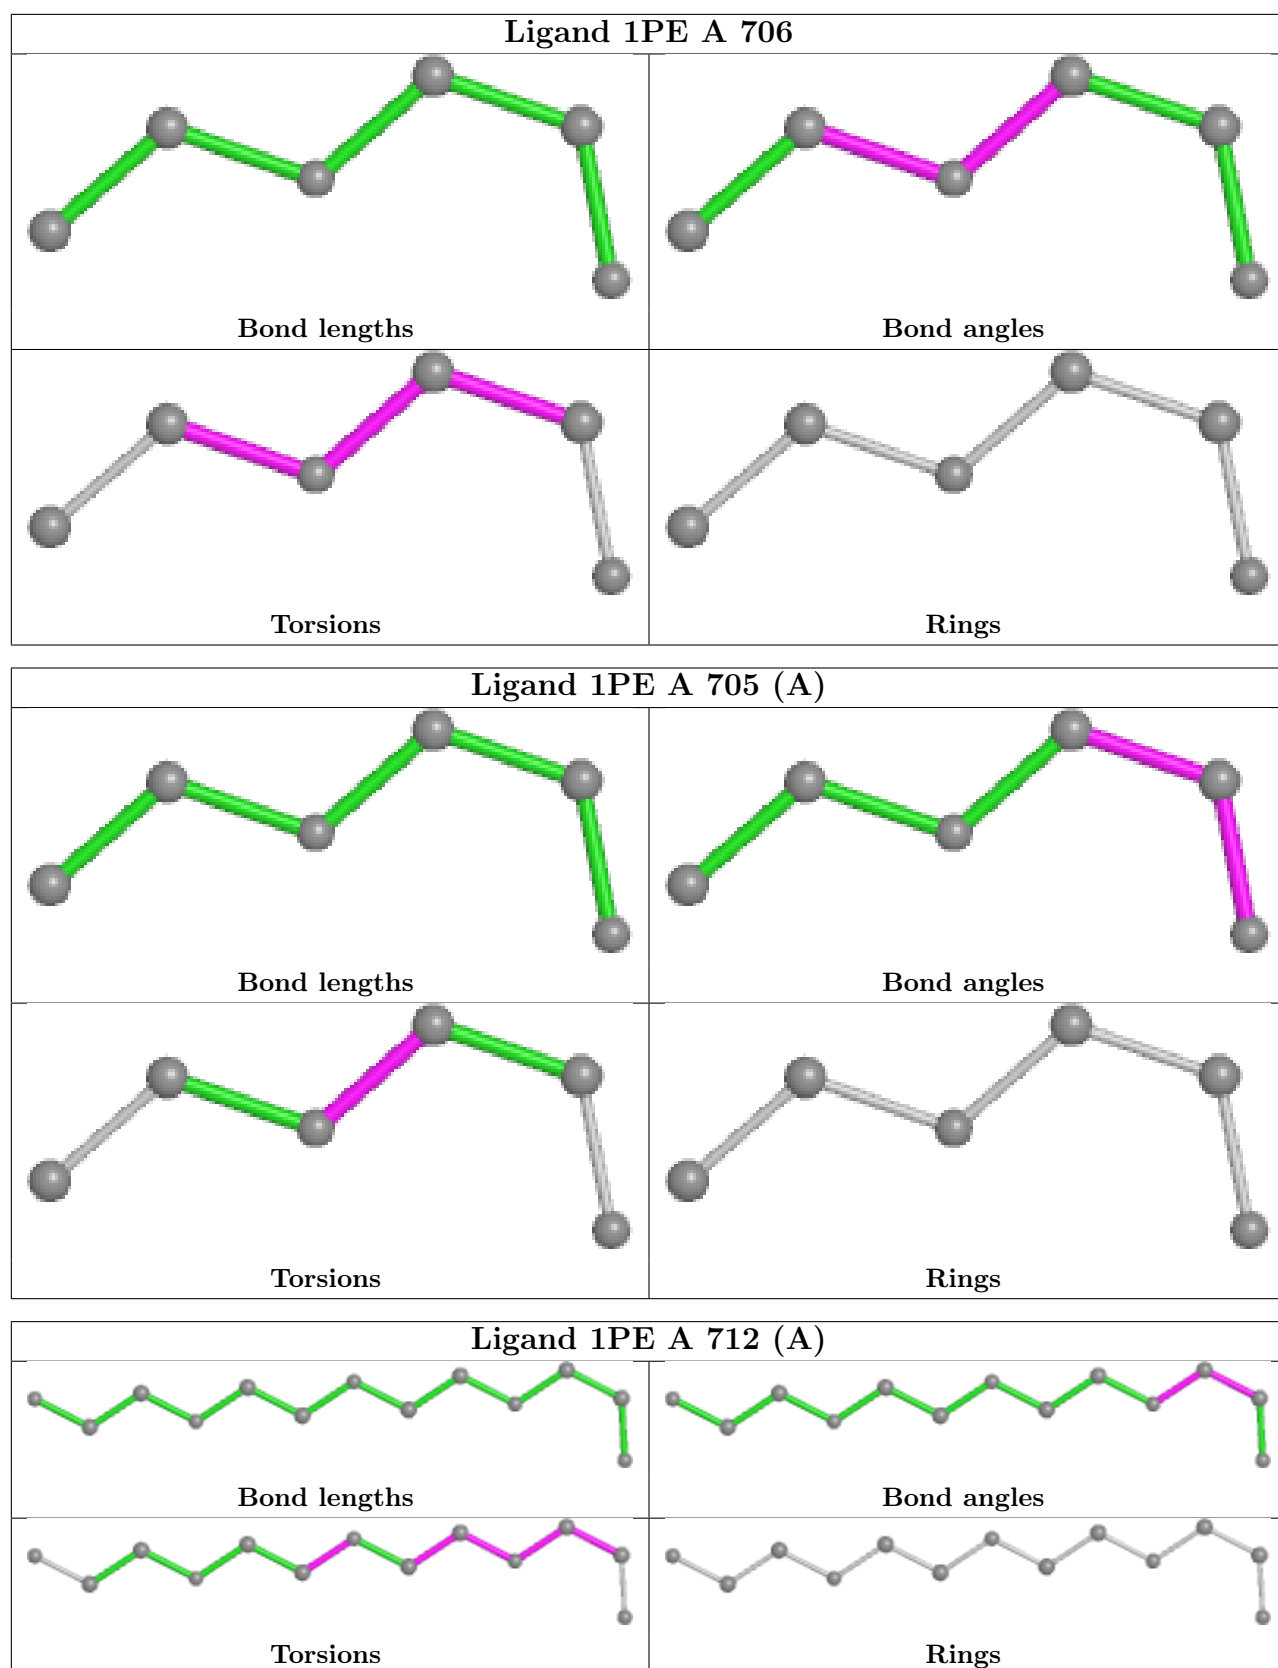 Ligand 1PE A 706
Bond lengths
Bond angles
Torsions
Rings
Ligand 1PE A 705 (A)
Bond lengths
Bond angles
Torsions
Rings
Ligand 1PE A 712 (A)
Bond lengths
Bond angles
Torsions
Rings